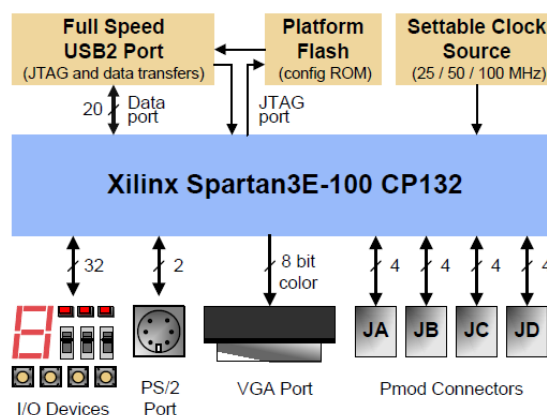 Full Speed
USB2 Port
(JTAG and data transfers)
Platform
Flash
(config ROM)
Settable Clock
Source
(25 / 50 / 100 MHz)
20
Data
port
JTAG
port
Xilinx Spartan3E-100 CP132
32
2
8 bit
color
4
4
4
4
JA
JB
JC
JD
I/O Devices
PS/2
Port
VGA Port
Pmod Connectors